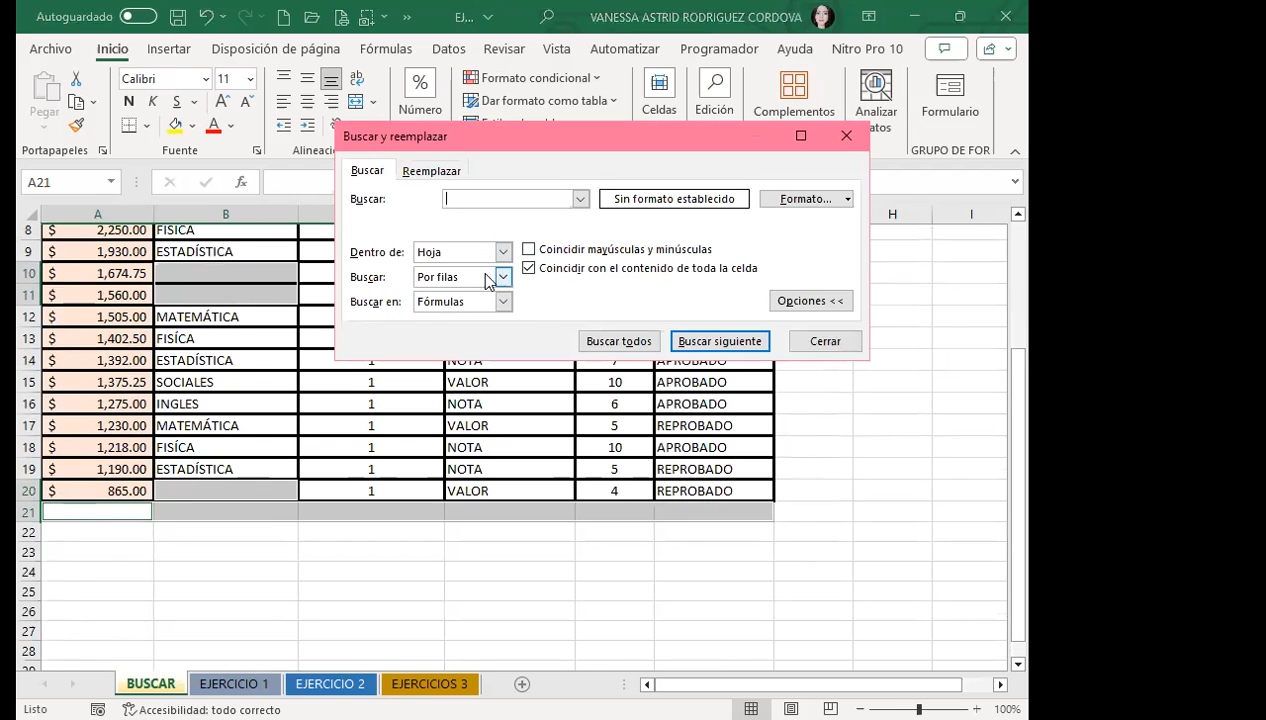 Autoguardado EJ... VANESSA ASTRID RODRIGUEZ CORDOVA
Archivo Inicio Insertar Disposición de página Fórmulas Datos Revisar Vista Automatizar Programador Ayuda Nitro Pro 10
Pegar
Calibri 11
N K S
Número
Formato condicional
Dar formato como tabla
Celdas
Edición
Complementos
Analizar
datos
Formulario
Portapapeles Fuente Alineació GRUPO DE FOR
A21
Buscar y reemplazar
Buscar Reemplazar
Buscar: Sin formato establecido Formato...
Dentro de: Hoja Coincidir mayúsculas y minúsculas
Buscar: Por filas Coincidir con el contenido de toda la celda
Buscar en: Fórmulas Opciones <<
Buscar todos Buscar siguiente Cerrar
A B H I
8 $ 2,250.00 FISICA
9 $ 1,930.00 ESTADÍSTICA
10 $ 1,674.75
11 $ 1,560.00
12 $ 1,505.00 MATEMÁTICA
13 $ 1,402.50 FISÍCA
14 $ 1,392.00 ESTADÍSTICA 1 NOTA 7 APROBADO
15 $ 1,375.25 SOCIALES 1 VALOR 10 APROBADO
16 $ 1,275.00 INGLES 1 NOTA 6 APROBADO
17 $ 1,230.00 MATEMÁTICA 1 VALOR 5 REPROBADO
18 $ 1,218.00 FISÍCA 1 NOTA 10 APROBADO
19 $ 1,190.00 ESTADÍSTICA 1 NOTA 5 REPROBADO
20 $ 865.00 1 VALOR 4 REPROBADO
21
22
23
24
25
26
27
28
BUSCAR EJERCICIO 1 EJERCICIO 2 EJERCICIOS 3
Listo Accesibilidad: todo correcto 100%